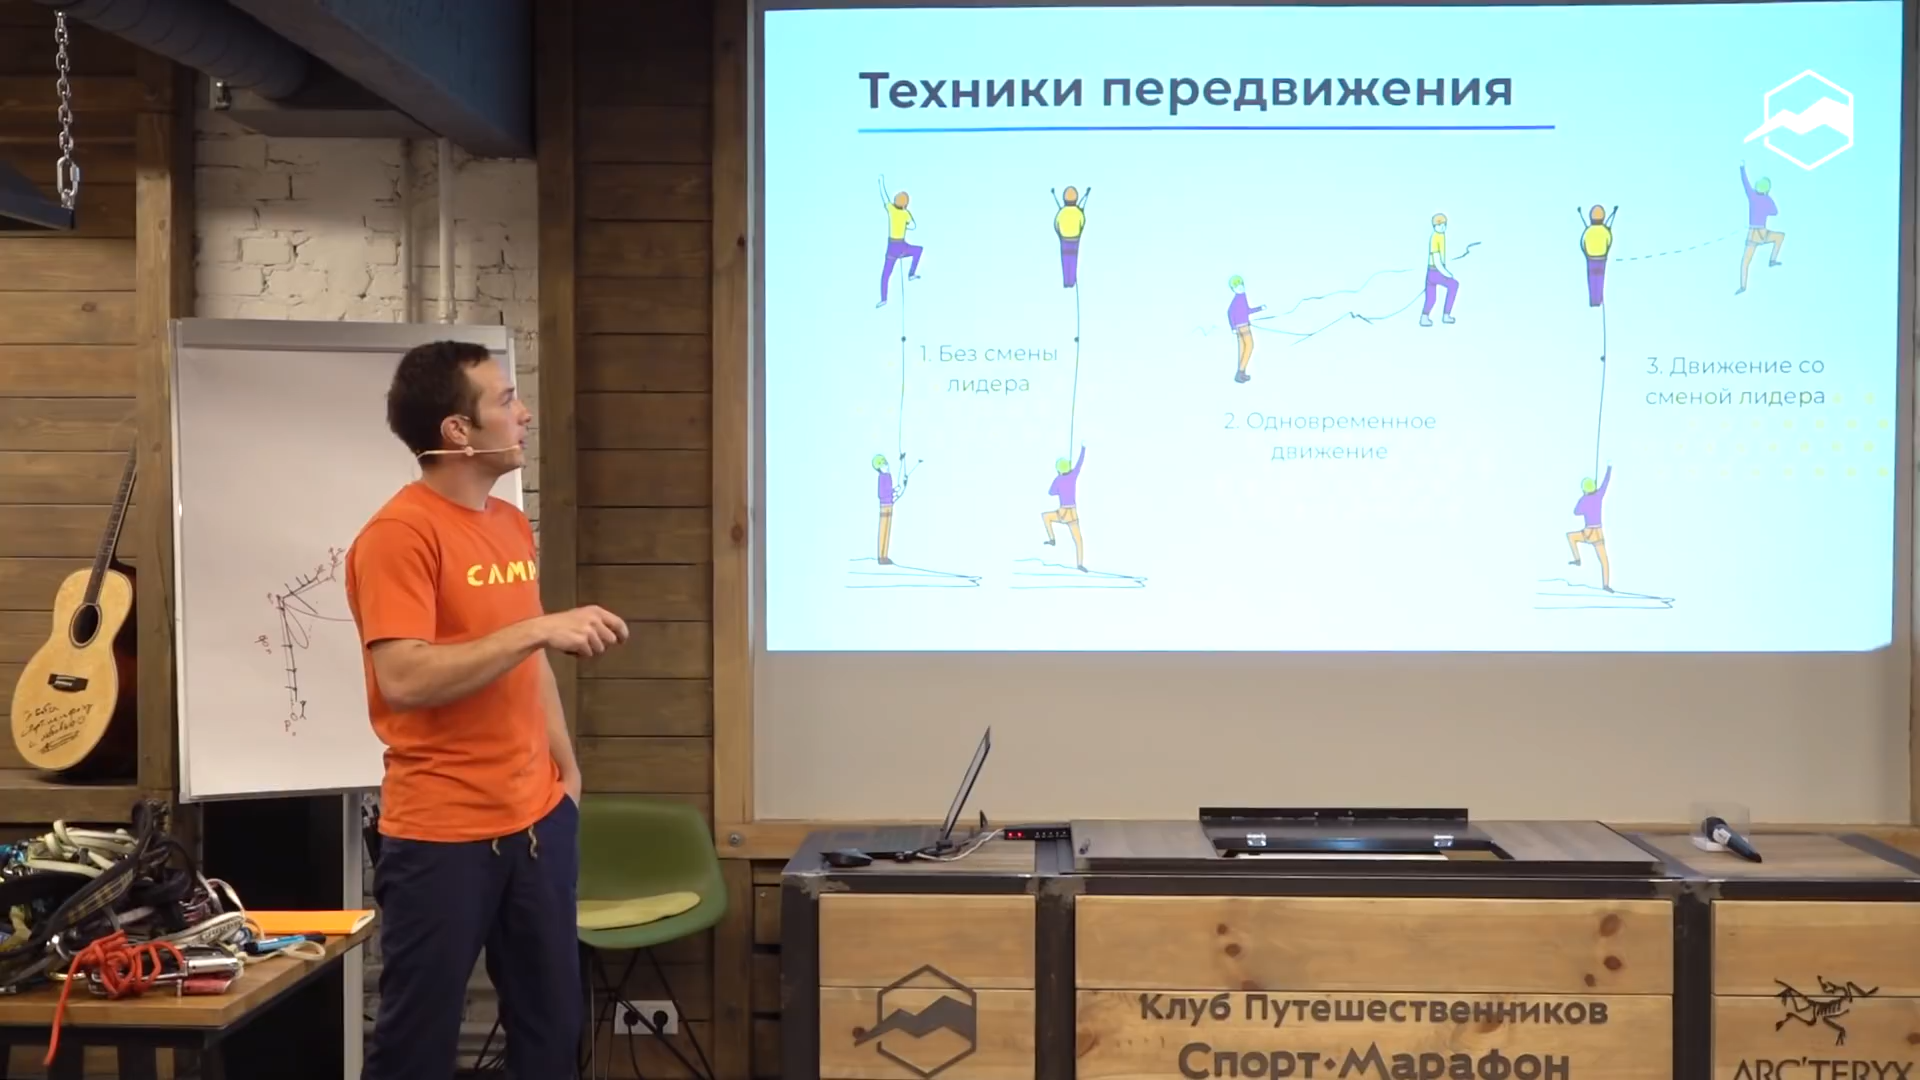 Техники передвижения
1. Без смены
лидера
2. Одновременное
движение
3. Движение со
сменой лидера
CAMP
Клуб Путешественников
Спорт•Марафон
ARC'TERYX